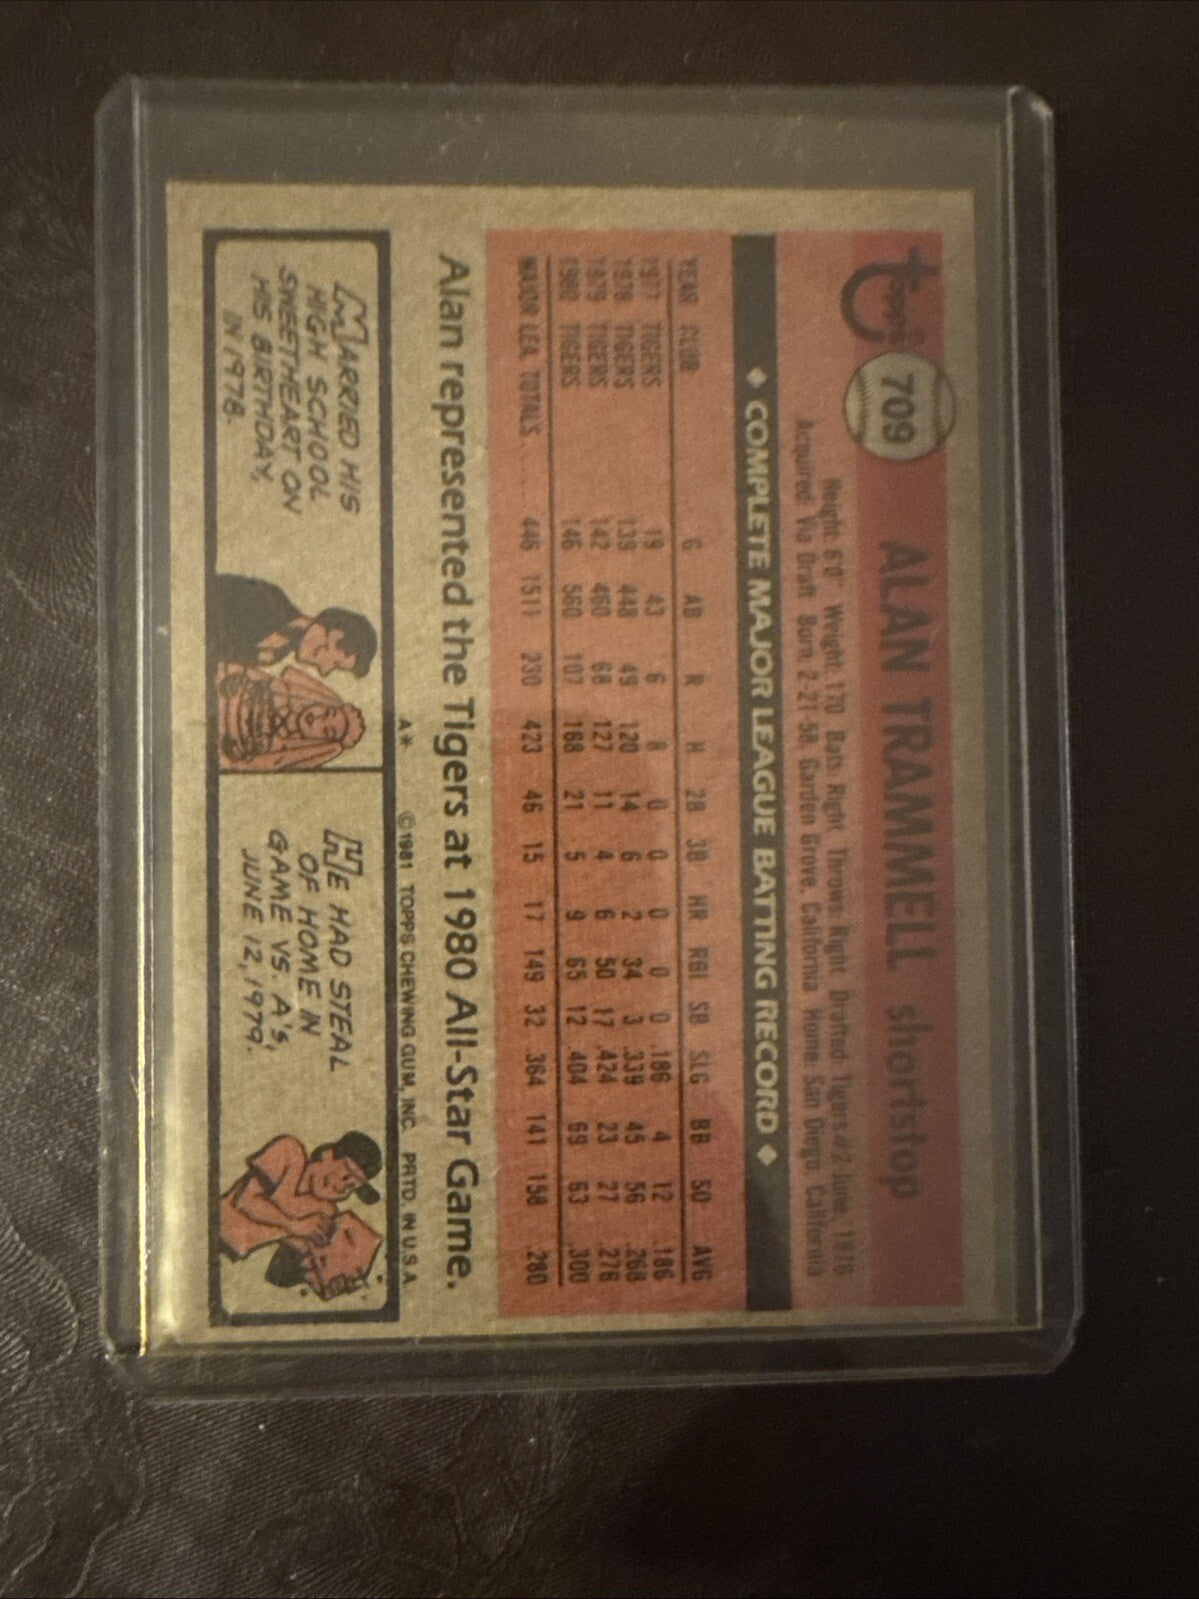 Topps
709
ALAN TRAMMELL shortstop
Height: 6'0" Weight: 170 Bats: Right Throws: Right Drafted: Tigers #2-June, 1976
Acquired: Via Draft Born: 2-21-58, Garden Grove, California Home: San Diego, California
♦ COMPLETE MAJOR LEAGUE BATTING RECORD ♦
YEAR CLUB G AB R H 2B 3B HR RBI SB SLG BB SO AVG
1977 TIGERS 19 43 6 8 0 0 0 0 0 .186 4 12 .186
1978 TIGERS 139 448 49 120 14 6 2 34 3 .339 45 56 .268
1979 TIGERS 142 460 68 127 11 4 6 50 17 .424 23 27 .276
1980 TIGERS 146 560 107 168 21 5 9 65 12 .404 69 63 .300
MAJOR LEA. TOTALS..... 446 1511 230 423 46 15 17 149 32 364 141 158 .280
Alan represented the Tigers at 1980 All-Star Game.
A* ©1981 TOPPS CHEWING GUM, INC. PRTD. IN U.S.A.
MARRIED HIS
HIGH SCHOOL
SWEETHEART ON
HIS BIRTHDAY,
IN 1978.
HE HAD STEAL
OF HOME IN
GAME VS. A's,
JUNE 12, 1979.